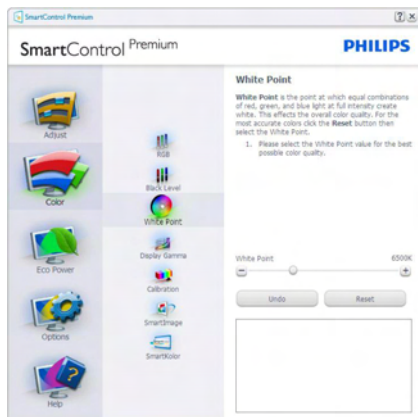 SmartControl Premium
SmartControl Premium
PHILIPS
Adjust
Color
Eco Power
Options
Help
RGB
Black Level
White Point
Display Gamma
Calibration
SmartImage
SmartKolor
White Point
White Point is the point at which equal combinations
of red, green, and blue light at full intensity create
white. This effects the overall color quality. For the
most accurate colors click the Reset button then
select the White Point.
1. Please select the White Point value for the best
possible color quality.
White Point 6500K
Undo Reset